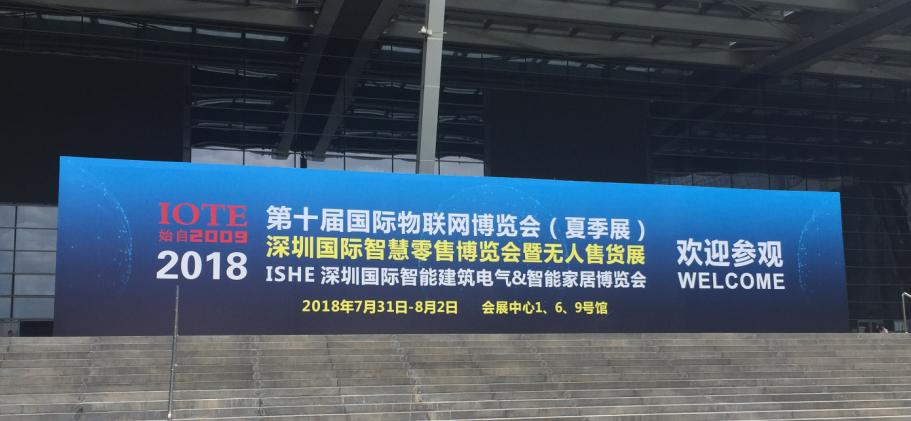 IOTE
始自2009
2018
第十届国际物联网博览会（夏季展）
深圳国际智慧零售博览会暨无人售货展
ISHE 深圳国际智能建筑电气&智能家居博览会
2018年7月31日-8月2日 会展中心1、6、9号馆
欢迎参观
WELCOME